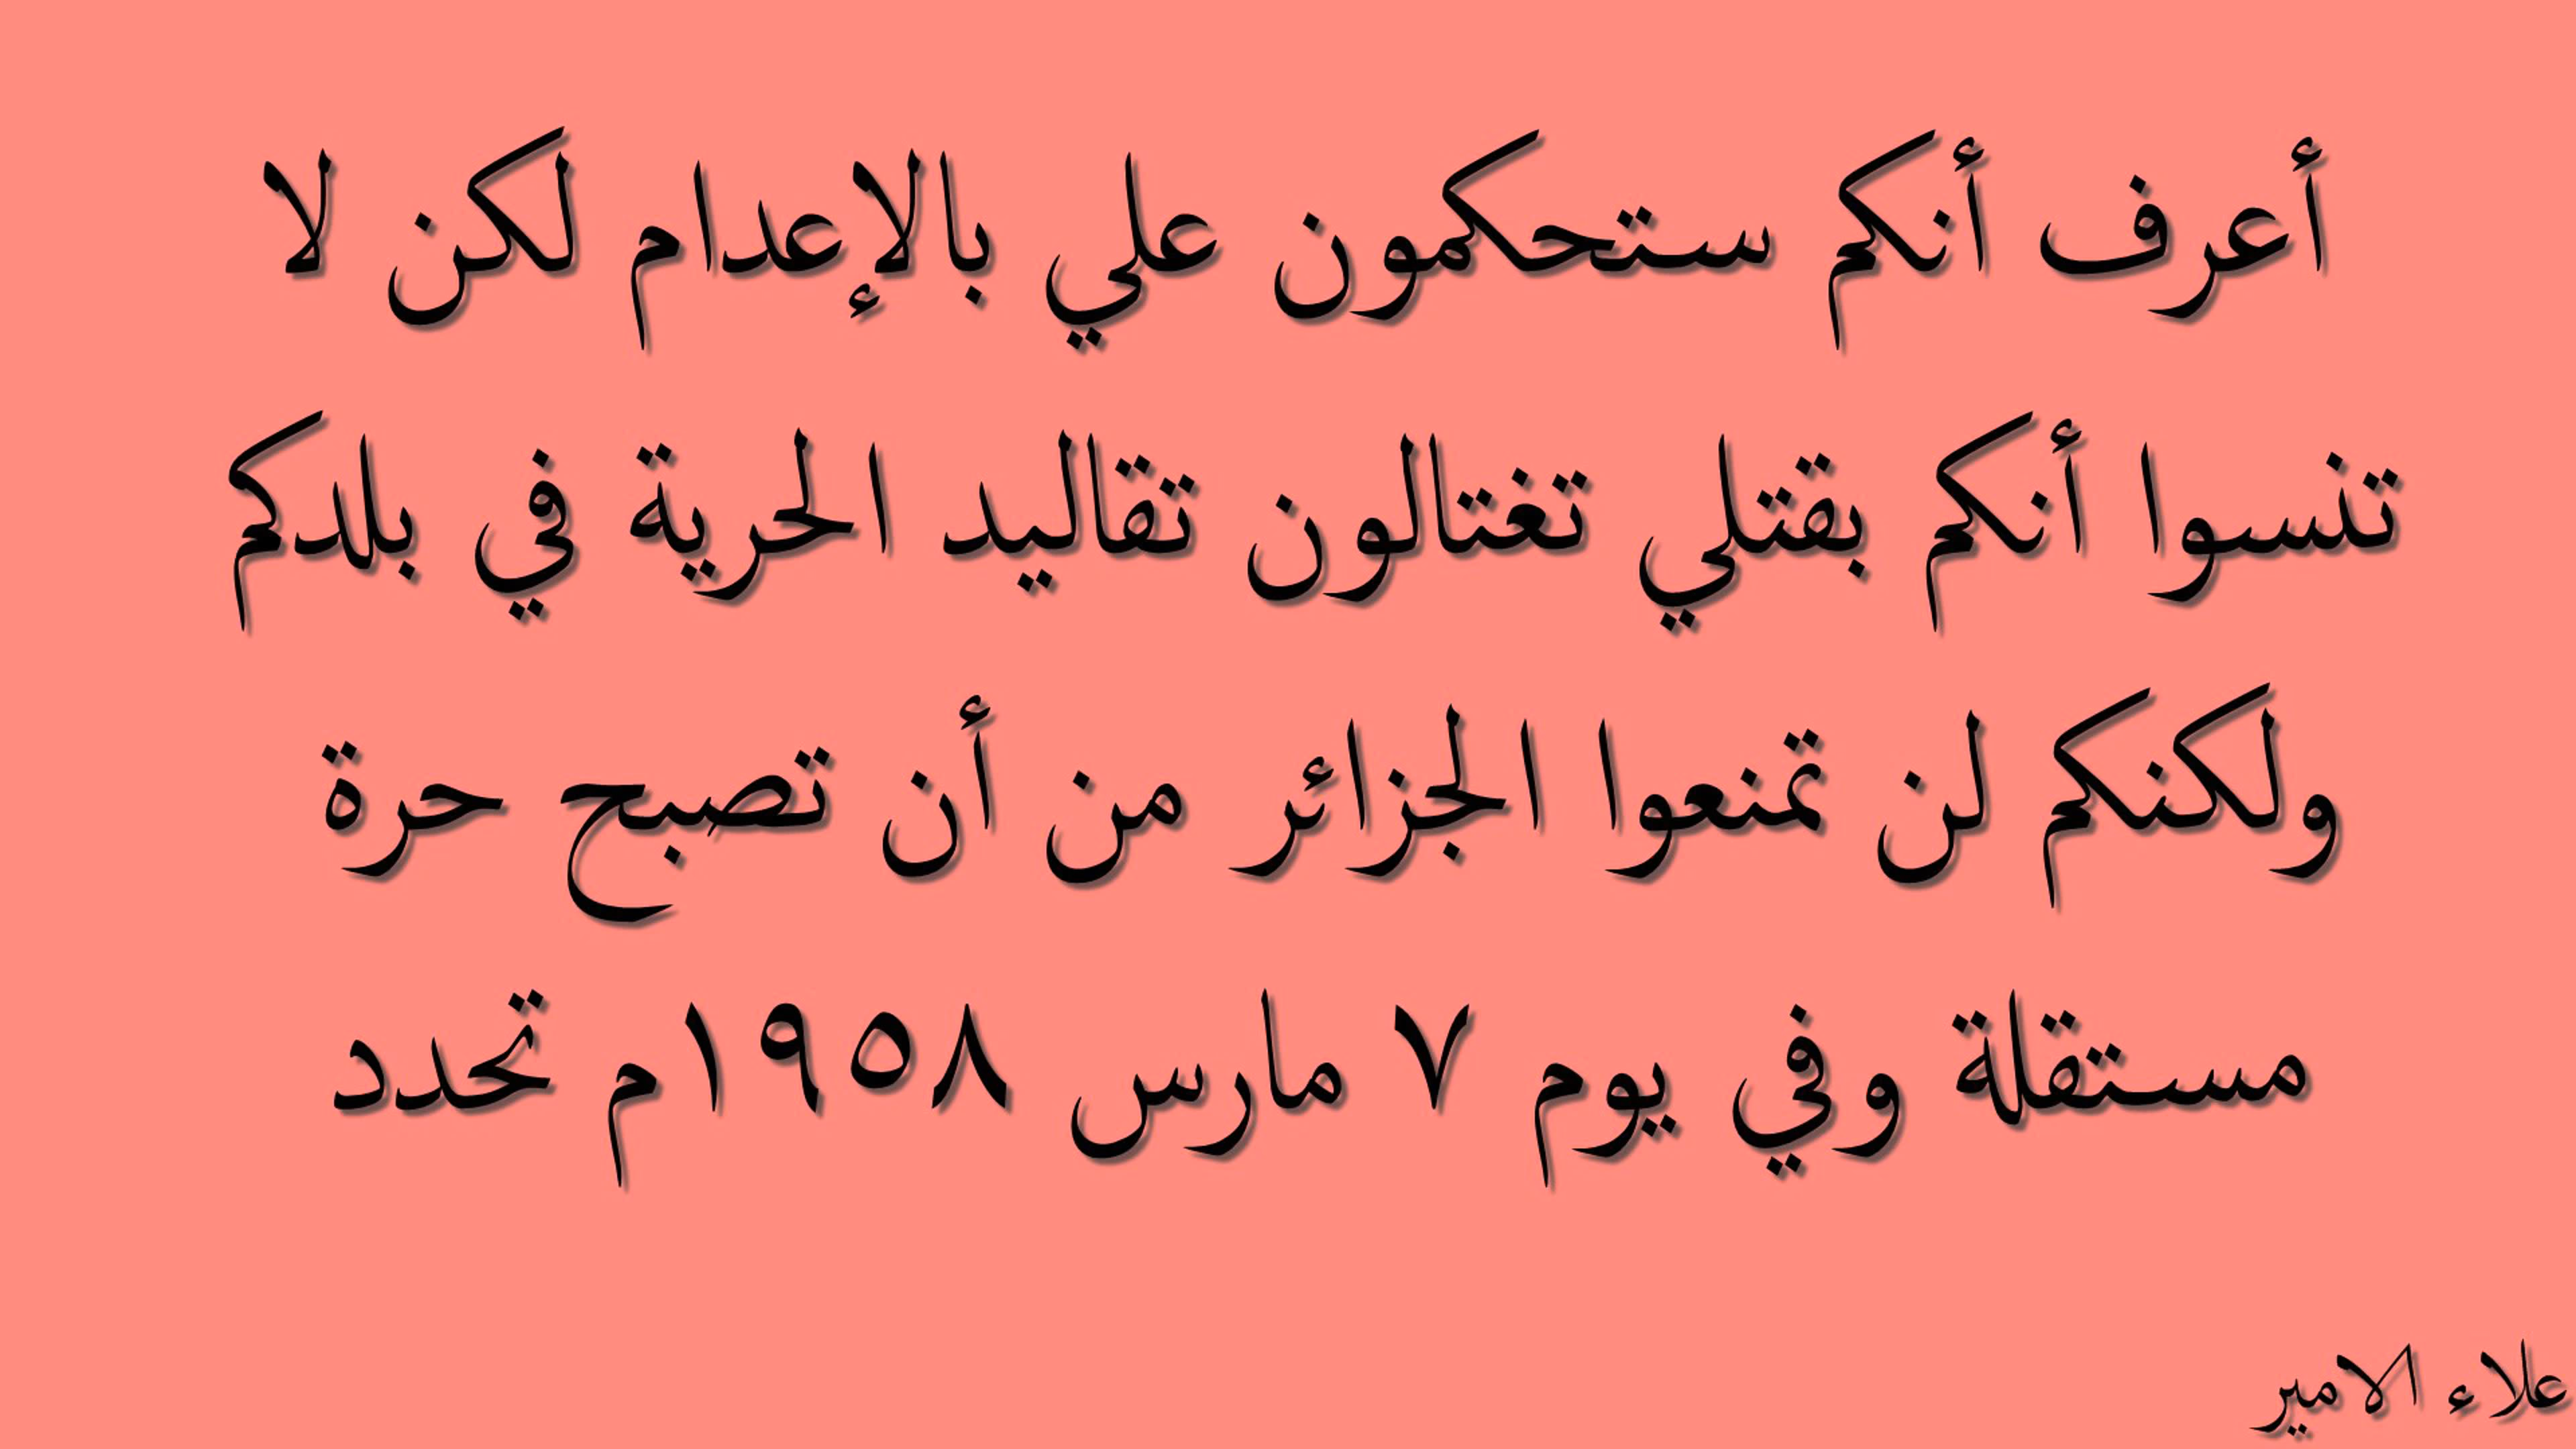 أعرف أنكم ستحكمون علي بالإعدام لكن لا
تنسوا أنكم بقتلي تغتالون تقاليد الحرية في بلدكم
ولكنكم لن تمنعوا الجزائر من أن تصبح حرة
مستقلة وفي يوم ٧ مارس ١٩٥٨م تحدد
علاء الامير